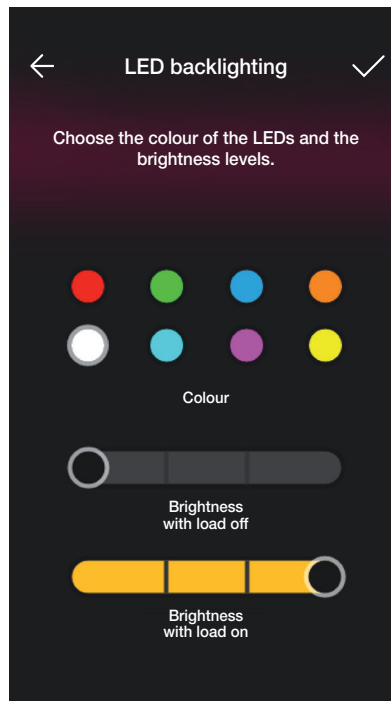 LED backlighting
Choose the colour of the LEDs and the
brightness levels.
Colour
Brightness
with load off
Brightness
with load on